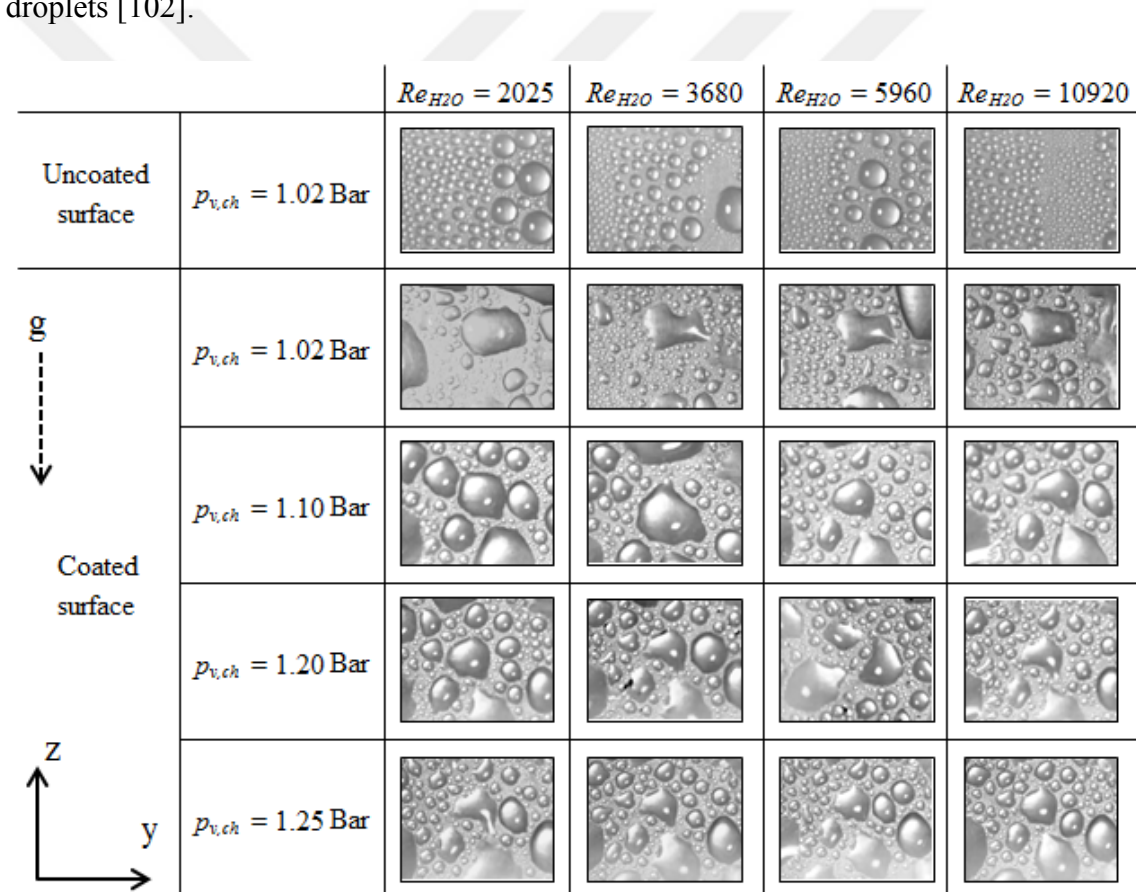 droplets [102].
Re_H2O = 2025 Re_H2O = 3680 Re_H2O = 5960 Re_H2O = 10920
Uncoated
surface
p_v,ch = 1.02 Bar
g
p_v,ch = 1.02 Bar
p_v,ch = 1.10 Bar
Coated
surface
p_v,ch = 1.20 Bar
z
y
p_v,ch = 1.25 Bar